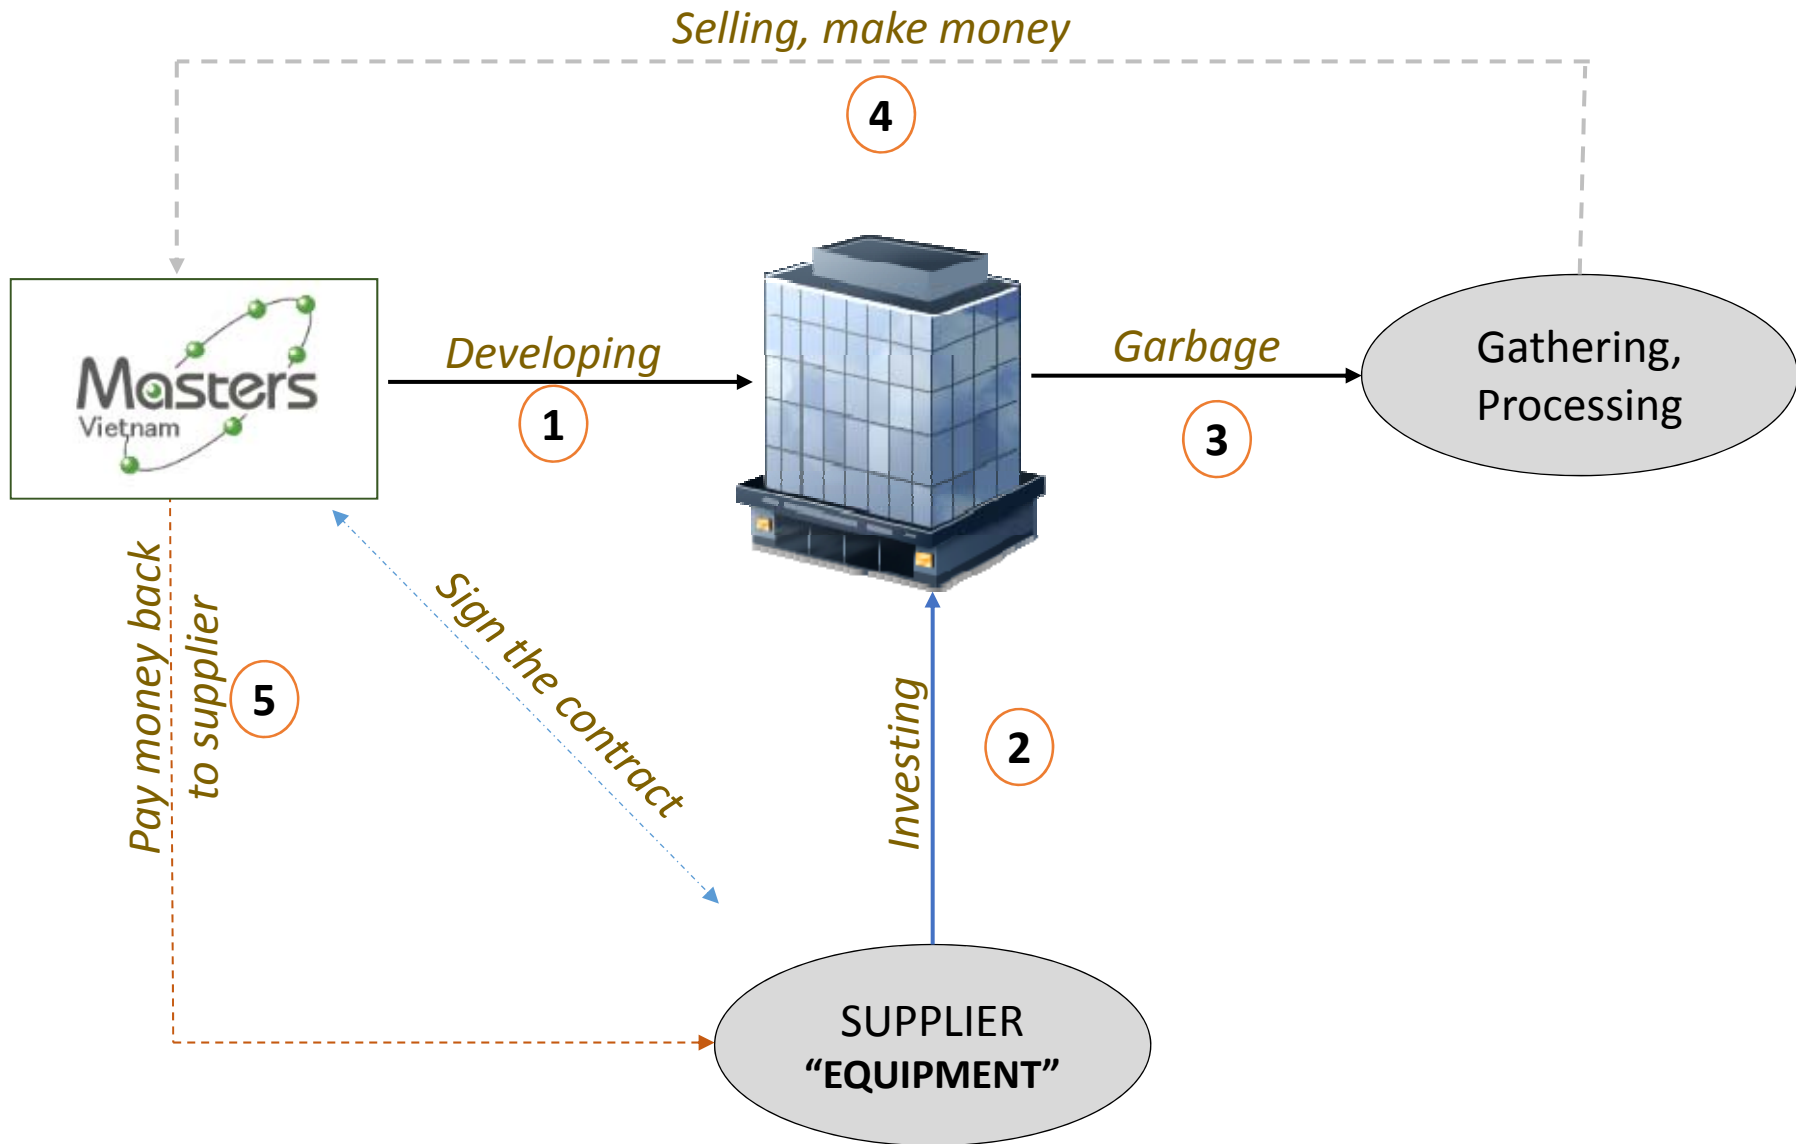 Selling, make money
4
Masters
Vietnam
Developing
1
Garbage
3
Gathering,
Processing
Pay money back
to supplier
5
Sign the contract
Investing
2
SUPPLIER
“EQUIPMENT”